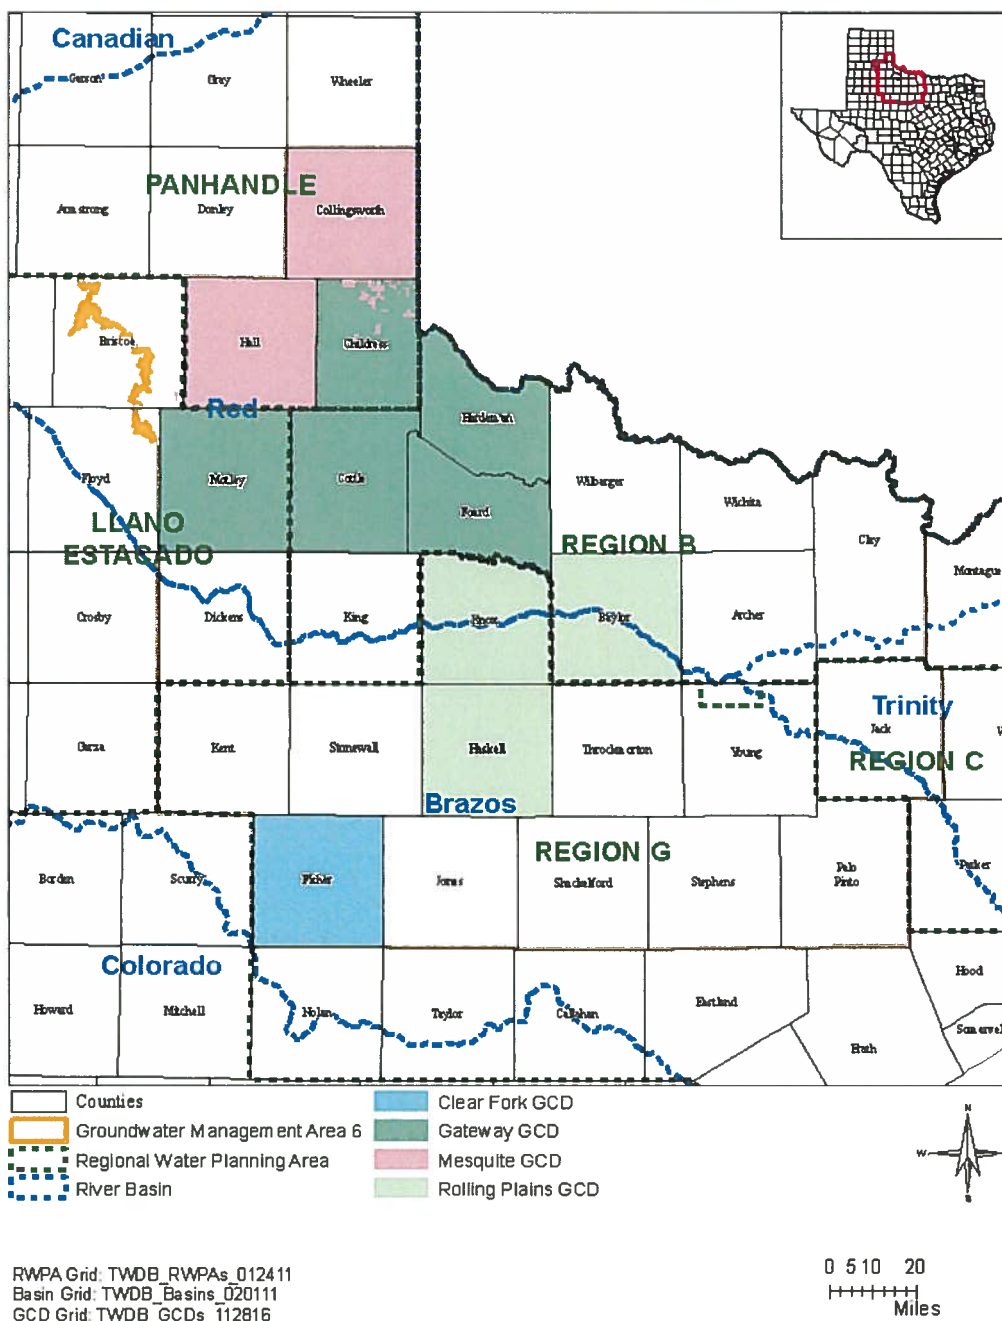 Canadian
Carson
Gray
Wheeler
PANHANDLE
Armstrong
Donley
Collingsworth
Briscoe
Hall
Childress
Red
Hardeman
Floyd
Motley
Cottle
Foard
Wilbarger
Wichita
Clay
LLANO
ESTACADO
REGION B
Montague
Crosby
Dickens
King
Knox
Baylor
Archer
Trinity
Garza
Kent
Stonewall
Haskell
Throckmorton
Young
Jack
W
REGION C
Brazos
REGION G
Borden
Scurry
Fisher
Jones
Shackelford
Stephens
Palo
Pinto
Parker
Colorado
Howard
Mitchell
Nolan
Taylor
Callahan
Eastland
Erath
Hood
Somervell
Counties
Groundwater Management Area 6
Regional Water Planning Area
River Basin
Clear Fork GCD
Gateway GCD
Mesquite GCD
Rolling Plains GCD
N
W
S
RWPA Grid: TWDB_RWPAs_012411
Basin Grid: TWDB_Basins_020111
GCD Grid: TWDB_GCDs_112816
0 5 10 20
Miles